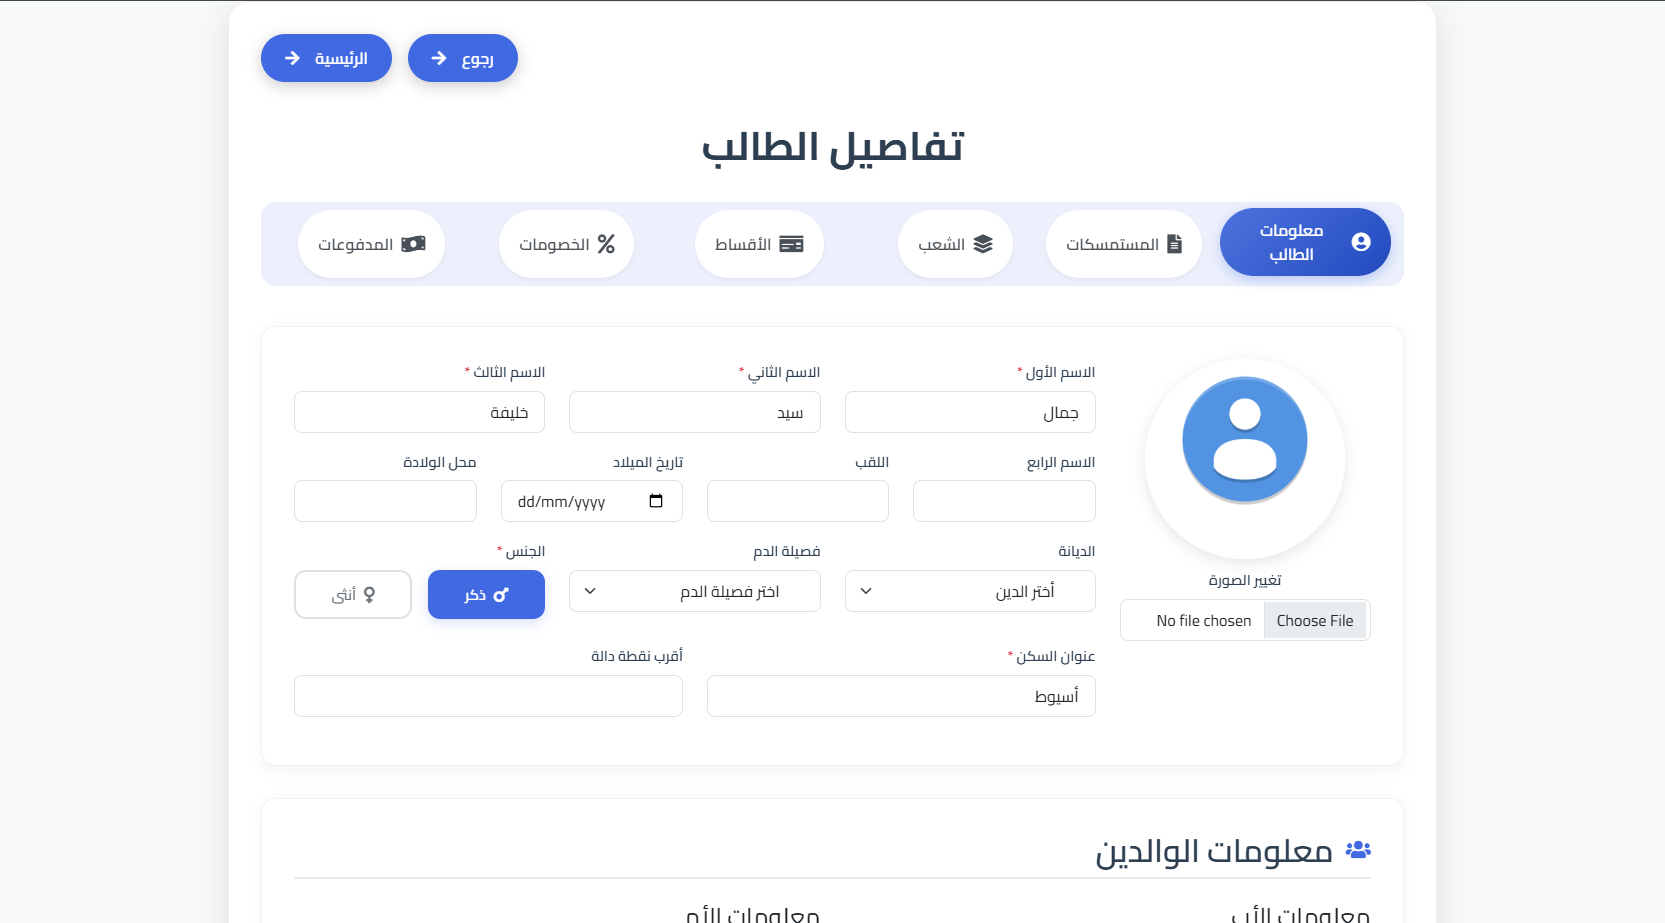 رجوع
الرئيسية
تفاصيل الطالب
معلومات الطالب
المستمسكات
الشعب
الأقساط
الخصومات
المدفوعات
الاسم الأول *
الاسم الثاني *
الاسم الثالث *
جمال
سيد
خليفة
الاسم الرابع
اللقب
تاريخ الميلاد
محل الولادة
dd/mm/yyyy
الديانة
فصيلة الدم
الجنس *
أختر الدين
اختر فصيلة الدم
ذكر
أنثى
تغيير الصورة
Choose File No file chosen
عنوان السكن *
أقرب نقطة دالة
أسيوط
معلومات الوالدين
معلومات الأب
معلومات الأم